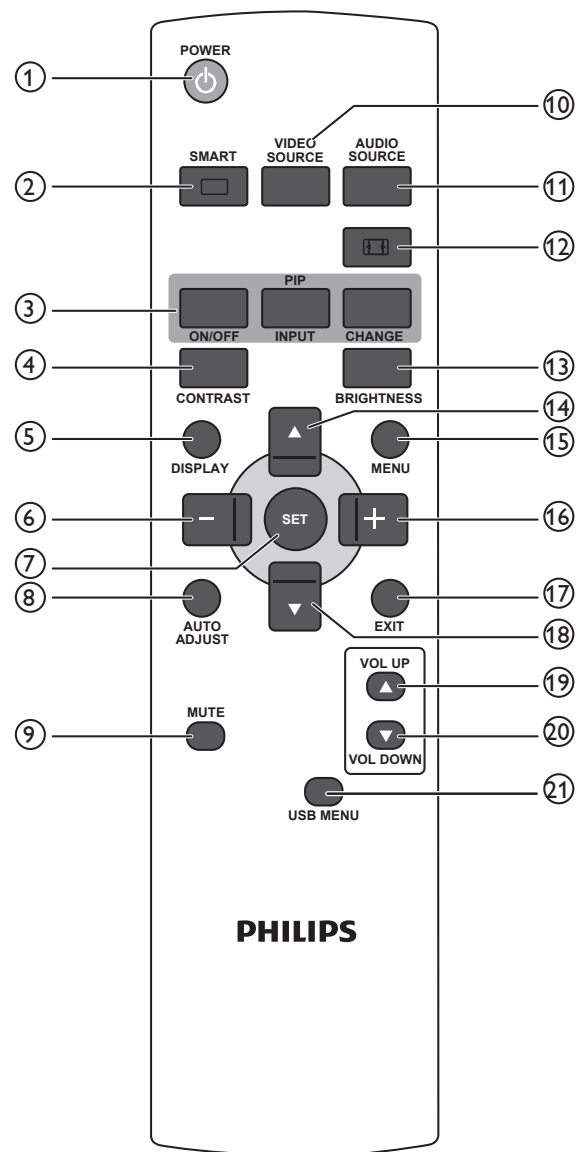 POWER
1
10
SMART
VIDEO
SOURCE
AUDIO
SOURCE
2
11
12
PIP
3
ON/OFF
INPUT
CHANGE
4
13
CONTRAST
BRIGHTNESS
14
5
15
DISPLAY
MENU
6
−
SET
+
16
7
8
17
AUTO
ADJUST
EXIT
18
VOL UP
19
MUTE
9
20
VOL DOWN
21
USB MENU
PHILIPS